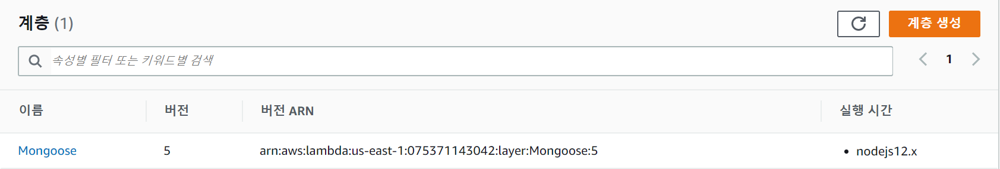 계층 (1)
계층 생성
속성별 필터 또는 키워드별 검색
1
이름 버전 버전 ARN 실행 시간
Mongoose 5 arn:aws:lambda:us-east-1:075371143042:layer:Mongoose:5 • nodejs12.x